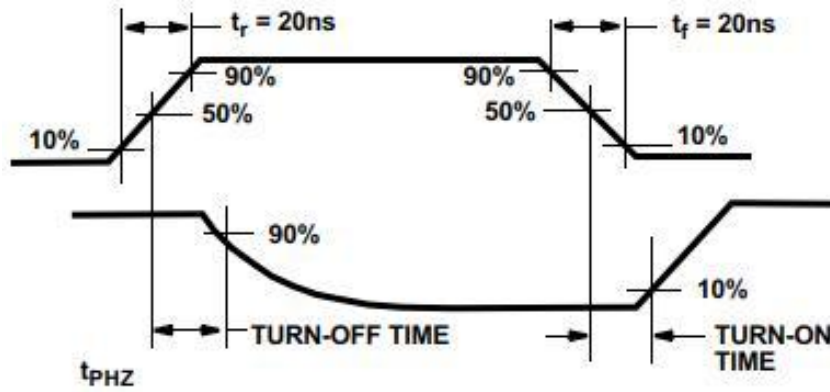 tr = 20ns
tf = 20ns
90%
90%
50%
50%
10%
10%
90%
10%
TURN-OFF TIME
TURN-ON
TIME
tPHZ